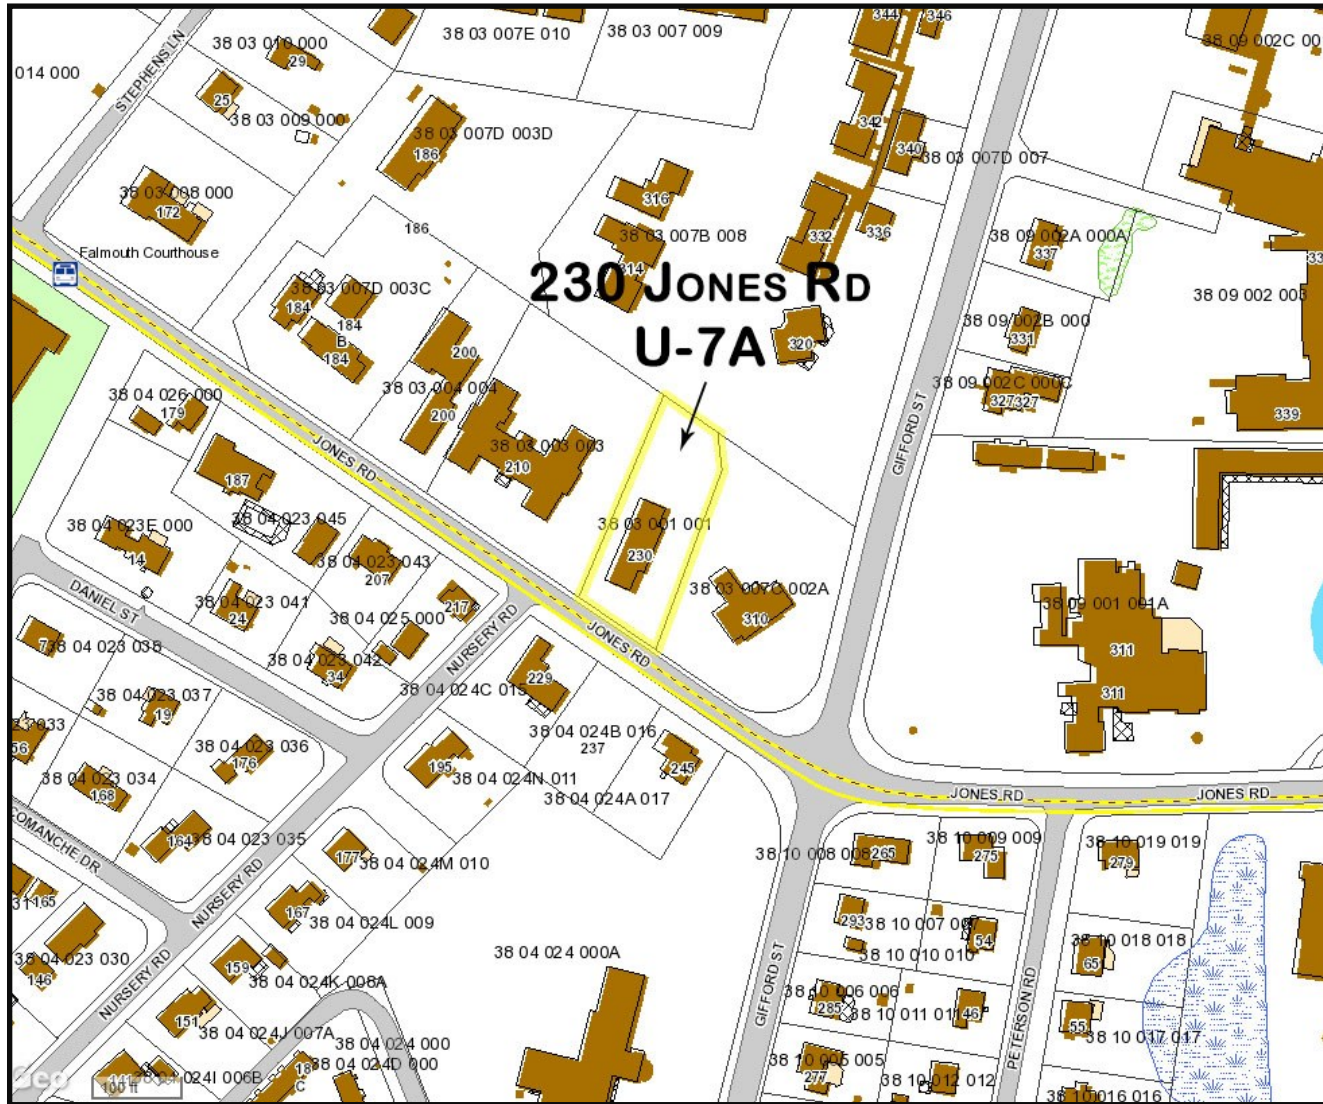 344
346
38 03 010 000
29
38 03 007E 010
38 03 007 009
38 09 002C 00
014 000
STEPHENS LN
25
38 03 009 000
38 03 007D 003D
186
342
340
38 03 007D 007
38 03 008 000
172
316
186
38 03 007B 008
314
332
336
38 09 002A 000A
337
Falmouth Courthouse
230 JONES RD
U-7A
38 03 007D 003C
184
184
B
184
38 09 002 003
38 09 002B 000
331
320
200
38 03 004 004
200
38 09 002C 000C
327
327
339
38 04 026 000
179
JONES RD
38 03 003 003
210
GIFFORD ST
187
38 04 023 045
38 04 023E 000
14
38 04 023 043
207
38 03 001 001
230
DANIEL ST
38 04 023 041
24
38 04 025 000
217
NURSERY RD
JONES RD
38 03 007C 002A
310
38 09 001 001A
311
311
7
38 04 023 038
38 04 023 042
34
38 04 024C 015
229
38 04 023 037
19
023 033
56
38 04 023 036
176
38 04 024B 016
237
245
195
38 04 024N 011
38 04 024A 017
38 04 023 034
168
JONES RD
JONES RD
COMANCHE DR
164
38 04 023 035
177
38 04 024M 010
38 10 008 008
265
38 10 009 009
275
38 10 019 019
279
NURSERY RD
165
167
38 04 024L 009
293
38 10 007 00
54
38 10 010 010
38 10 018 018
65
38 04 023 030
146
NURSERY RD
159
38 04 024K 008A
38 04 024 000A
GIFFORD ST
38 10 006 006
285
38 10 011 011
46
PETERSON RD
55
38 10 017 017
151
38 04 024J 007A
38 04 024 000
38 04 024D 000
18
C
38 10 005 005
277
38 10 012 012
38 10 016 016
Geo
141
38 04 024I 006B
100 ft